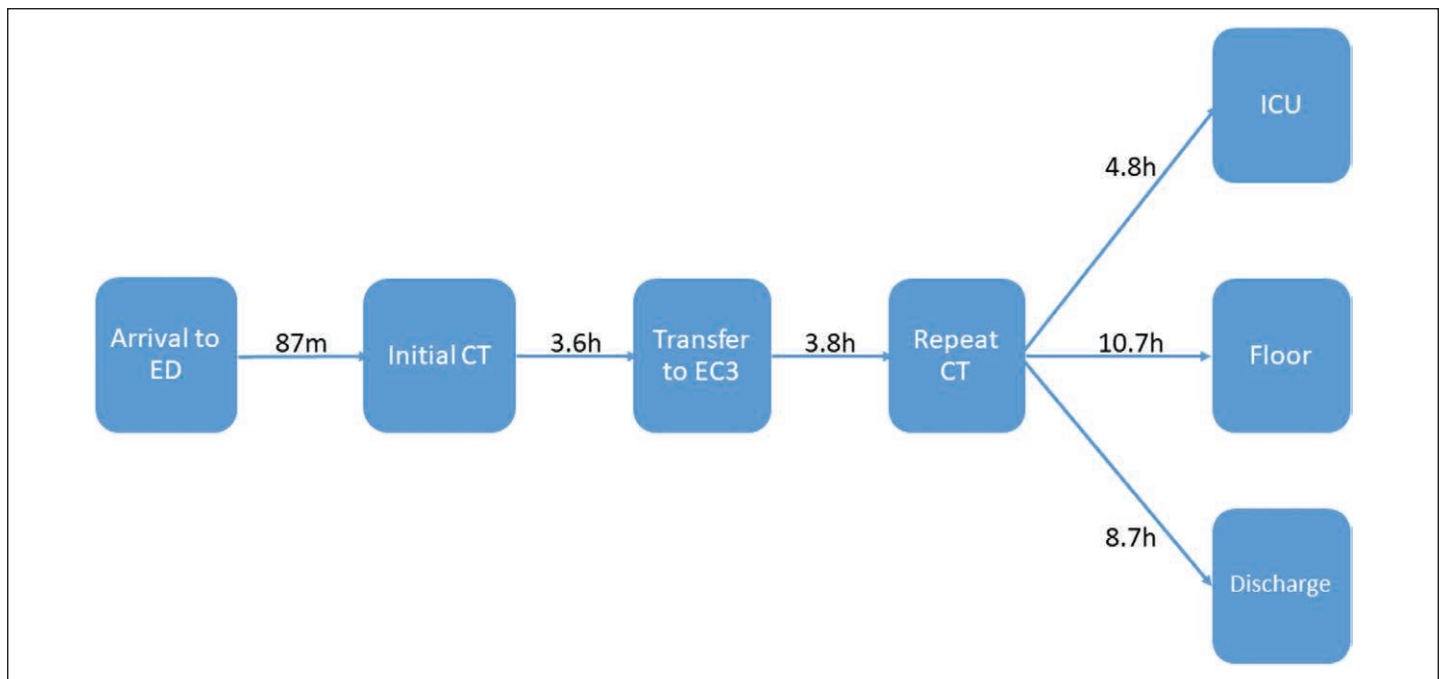 Arrival to
ED
87m
Initial CT
3.6h
Transfer
to EC3
3.8h
Repeat
CT
4.8h
ICU
10.7h
Floor
8.7h
Discharge